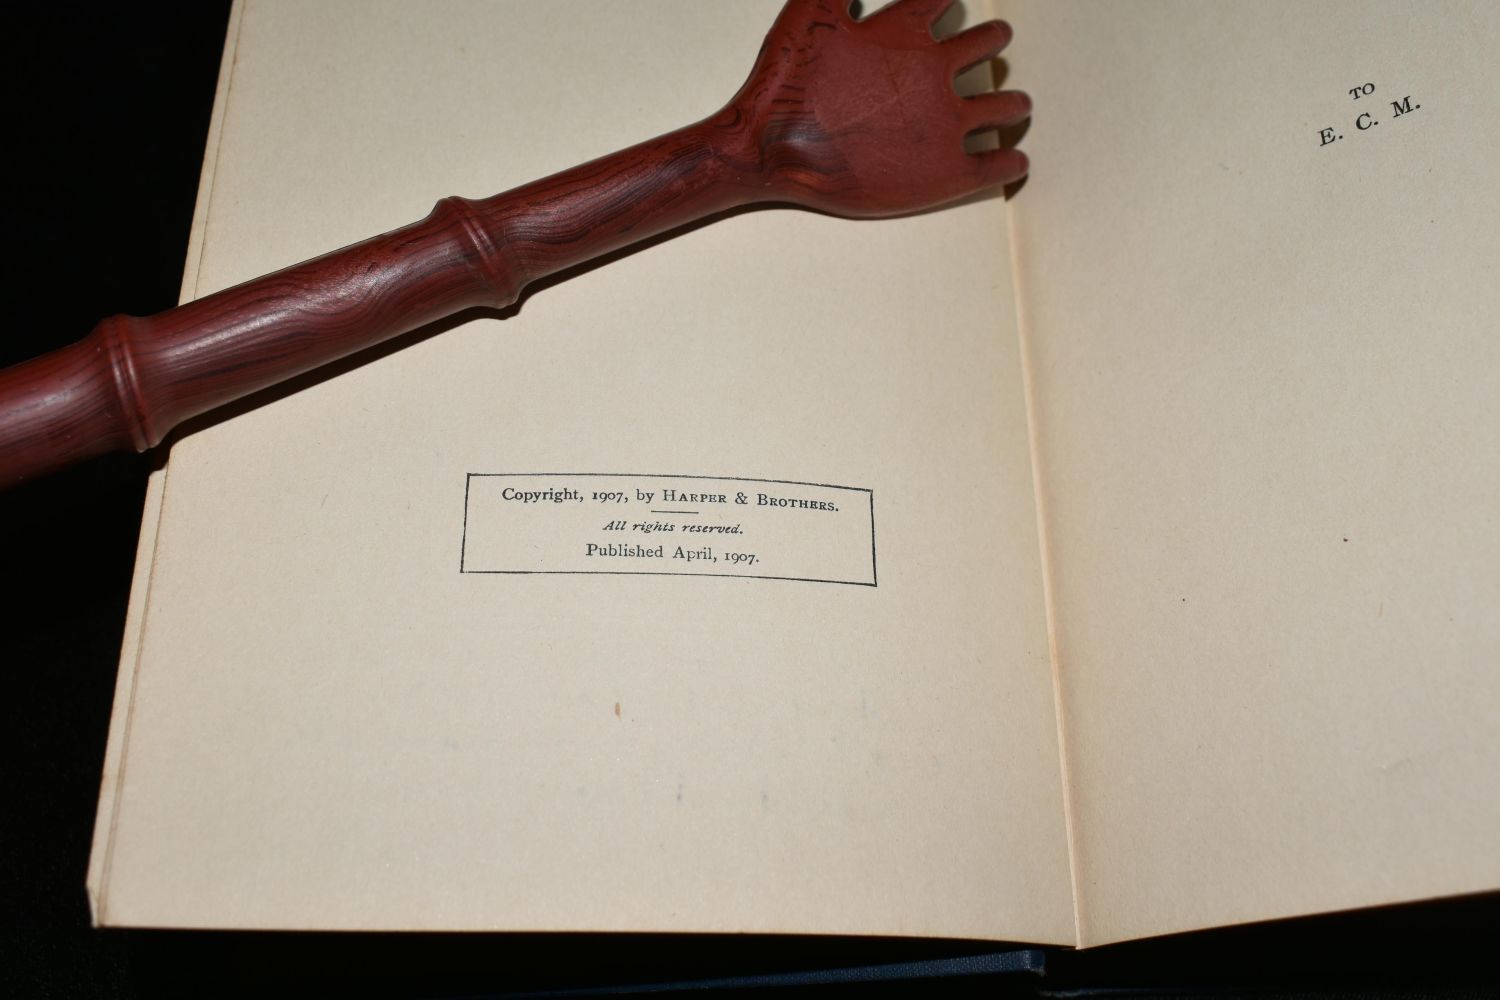 Copyright, 1907, by HARPER & BROTHERS.
All rights reserved.
Published April, 1907.
TO
E. C. M.